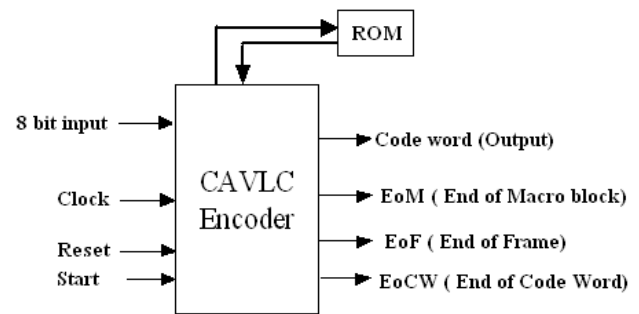 ROM
8 bit input
Code word (Output)
CAVLC
Encoder
EoM ( End of Macro block)
Clock
EoF ( End of Frame)
Reset
Start
EoCW ( End of Code Word)